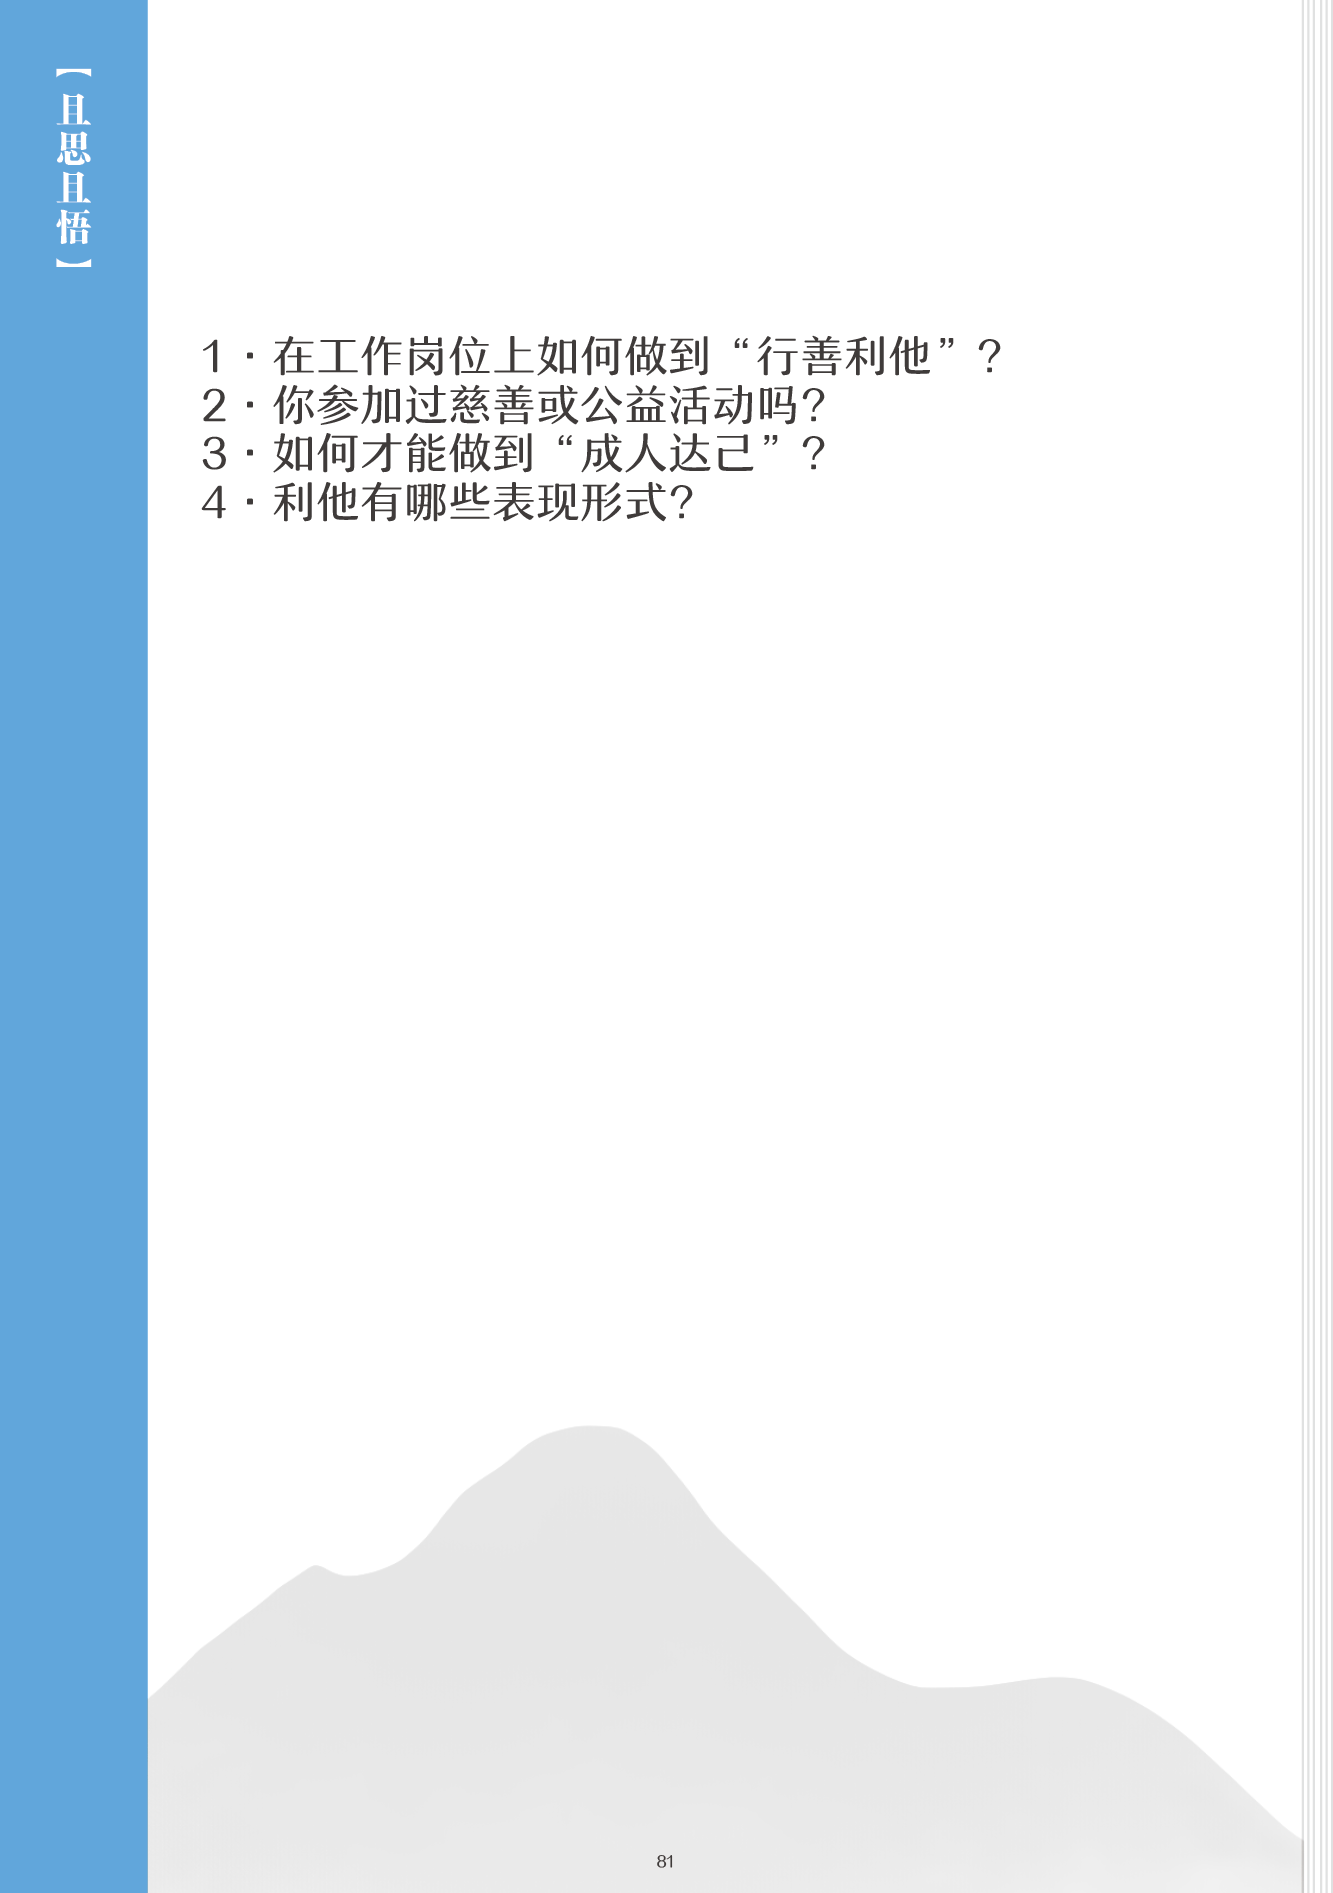 【且思且悟】
1·在工作岗位上如何做到“行善利他”?
2·你参加过慈善或公益活动吗?
3·如何才能做到“成人达己”?
4·利他有哪些表现形式?
81